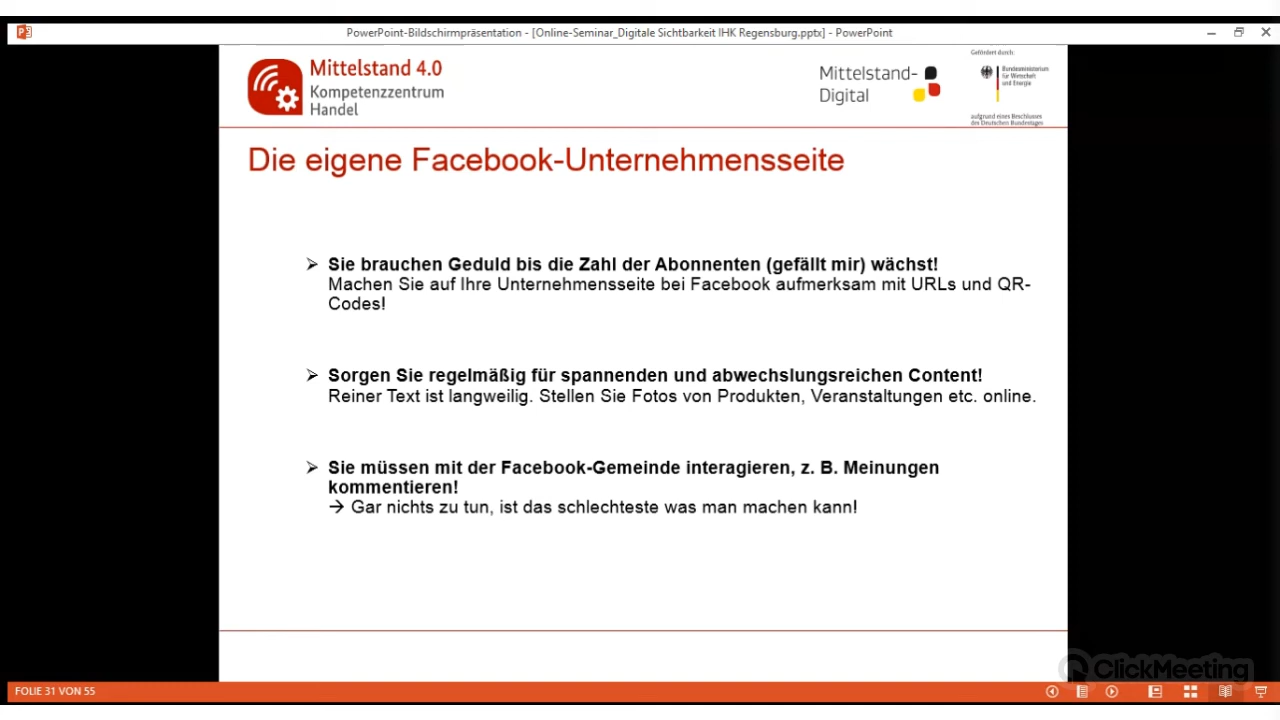 PowerPoint-Bildschirmpräsentation - [Online-Seminar_Digitale Sichtbarkeit IHK Regensburg.pptx] - PowerPoint
Mittelstand 4.0
Kompetenzzentrum
Handel
Mittelstand-
Digital
Gefördert durch:
Bundesministerium
für Wirtschaft
und Energie
aufgrund eines Beschlusses
des Deutschen Bundestages
Die eigene Facebook-Unternehmensseite
➢ Sie brauchen Geduld bis die Zahl der Abonnenten (gefällt mir) wächst!
Machen Sie auf Ihre Unternehmensseite bei Facebook aufmerksam mit URLs und QR-
Codes!
➢ Sorgen Sie regelmäßig für spannenden und abwechslungsreichen Content!
Reiner Text ist langweilig. Stellen Sie Fotos von Produkten, Veranstaltungen etc. online.
➢ Sie müssen mit der Facebook-Gemeinde interagieren, z. B. Meinungen
kommentieren!
→ Gar nichts zu tun, ist das schlechteste was man machen kann!
ClickMeeting
FOLIE 31 VON 55